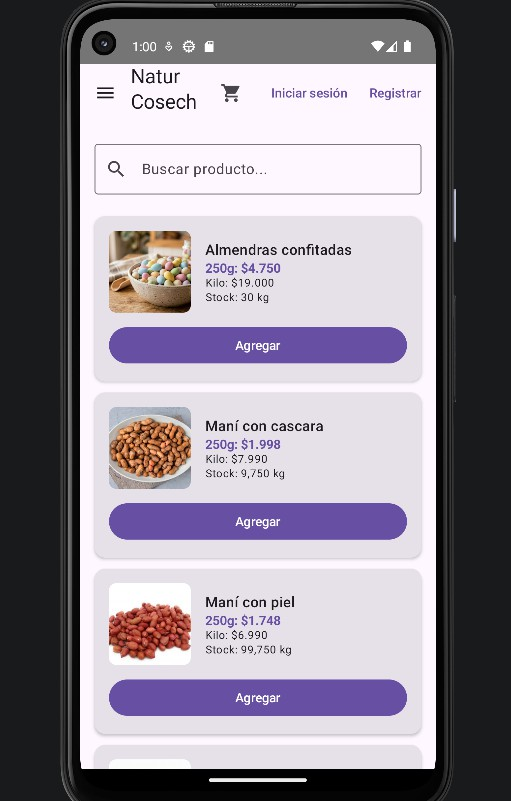 1:00
Natur
Cosech
Iniciar sesión
Registrar
Buscar producto...
Almendras confitadas
250g: $4.750
Kilo: $19.000
Stock: 30 kg
Agregar
Maní con cascara
250g: $1.998
Kilo: $7.990
Stock: 9,750 kg
Agregar
Maní con piel
250g: $1.748
Kilo: $6.990
Stock: 99,750 kg
Agregar